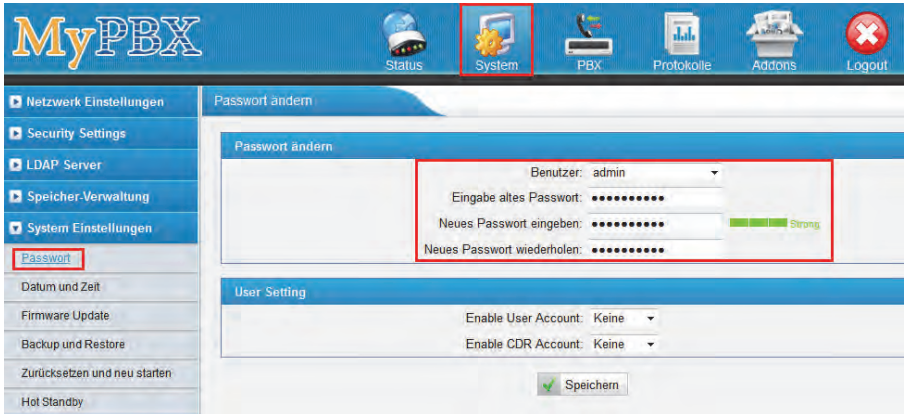 MyPBX
Status
System
PBX
Protokolle
Addons
Logout
Netzwerk Einstellungen
Security Settings
LDAP Server
Speicher-Verwaltung
System Einstellungen
Passwort
Datum und Zeit
Firmware Update
Backup und Restore
Zurücksetzen und neu starten
Hot Standby
Passwort ändern
Passwort ändern
Benutzer: admin
Eingabe altes Passwort: ●●●●●●●●●●
Neues Passwort eingeben: ●●●●●●●●●● Strong
Neues Passwort wiederholen: ●●●●●●●●●●
User Setting
Enable User Account: Keine
Enable CDR Account: Keine
Speichern